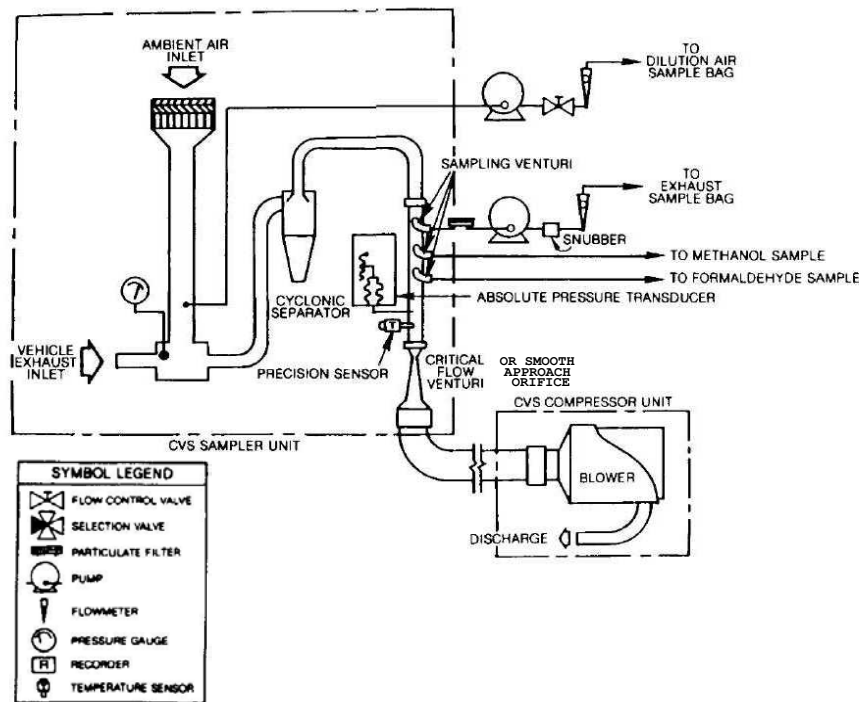 AMBIENT AIR
INLET
TO
DILUTION AIR
SAMPLE BAG
SAMPLING VENTURI
TO
EXHAUST
SAMPLE BAG
SNUBBER
TO METHANOL SAMPLE
TO FORMALDEHYDE SAMPLE
CYCLONIC
SEPARATOR
ABSOLUTE PRESSURE TRANSDUCER
VEHICLE
EXHAUST
INLET
T
PRECISION SENSOR
CRITICAL
FLOW
VENTURI
OR SMOOTH
APPROACH
ORIFICE
CVS COMPRESSOR UNIT
CVS SAMPLER UNIT
BLOWER
DISCHARGE
SYMBOL LEGEND
FLOW CONTROL VALVE
SELECTION VALVE
PARTICULATE FILTER
PUMP
FLOWMETER
PRESSURE GAUGE
R RECORDER
TEMPERATURE SENSOR